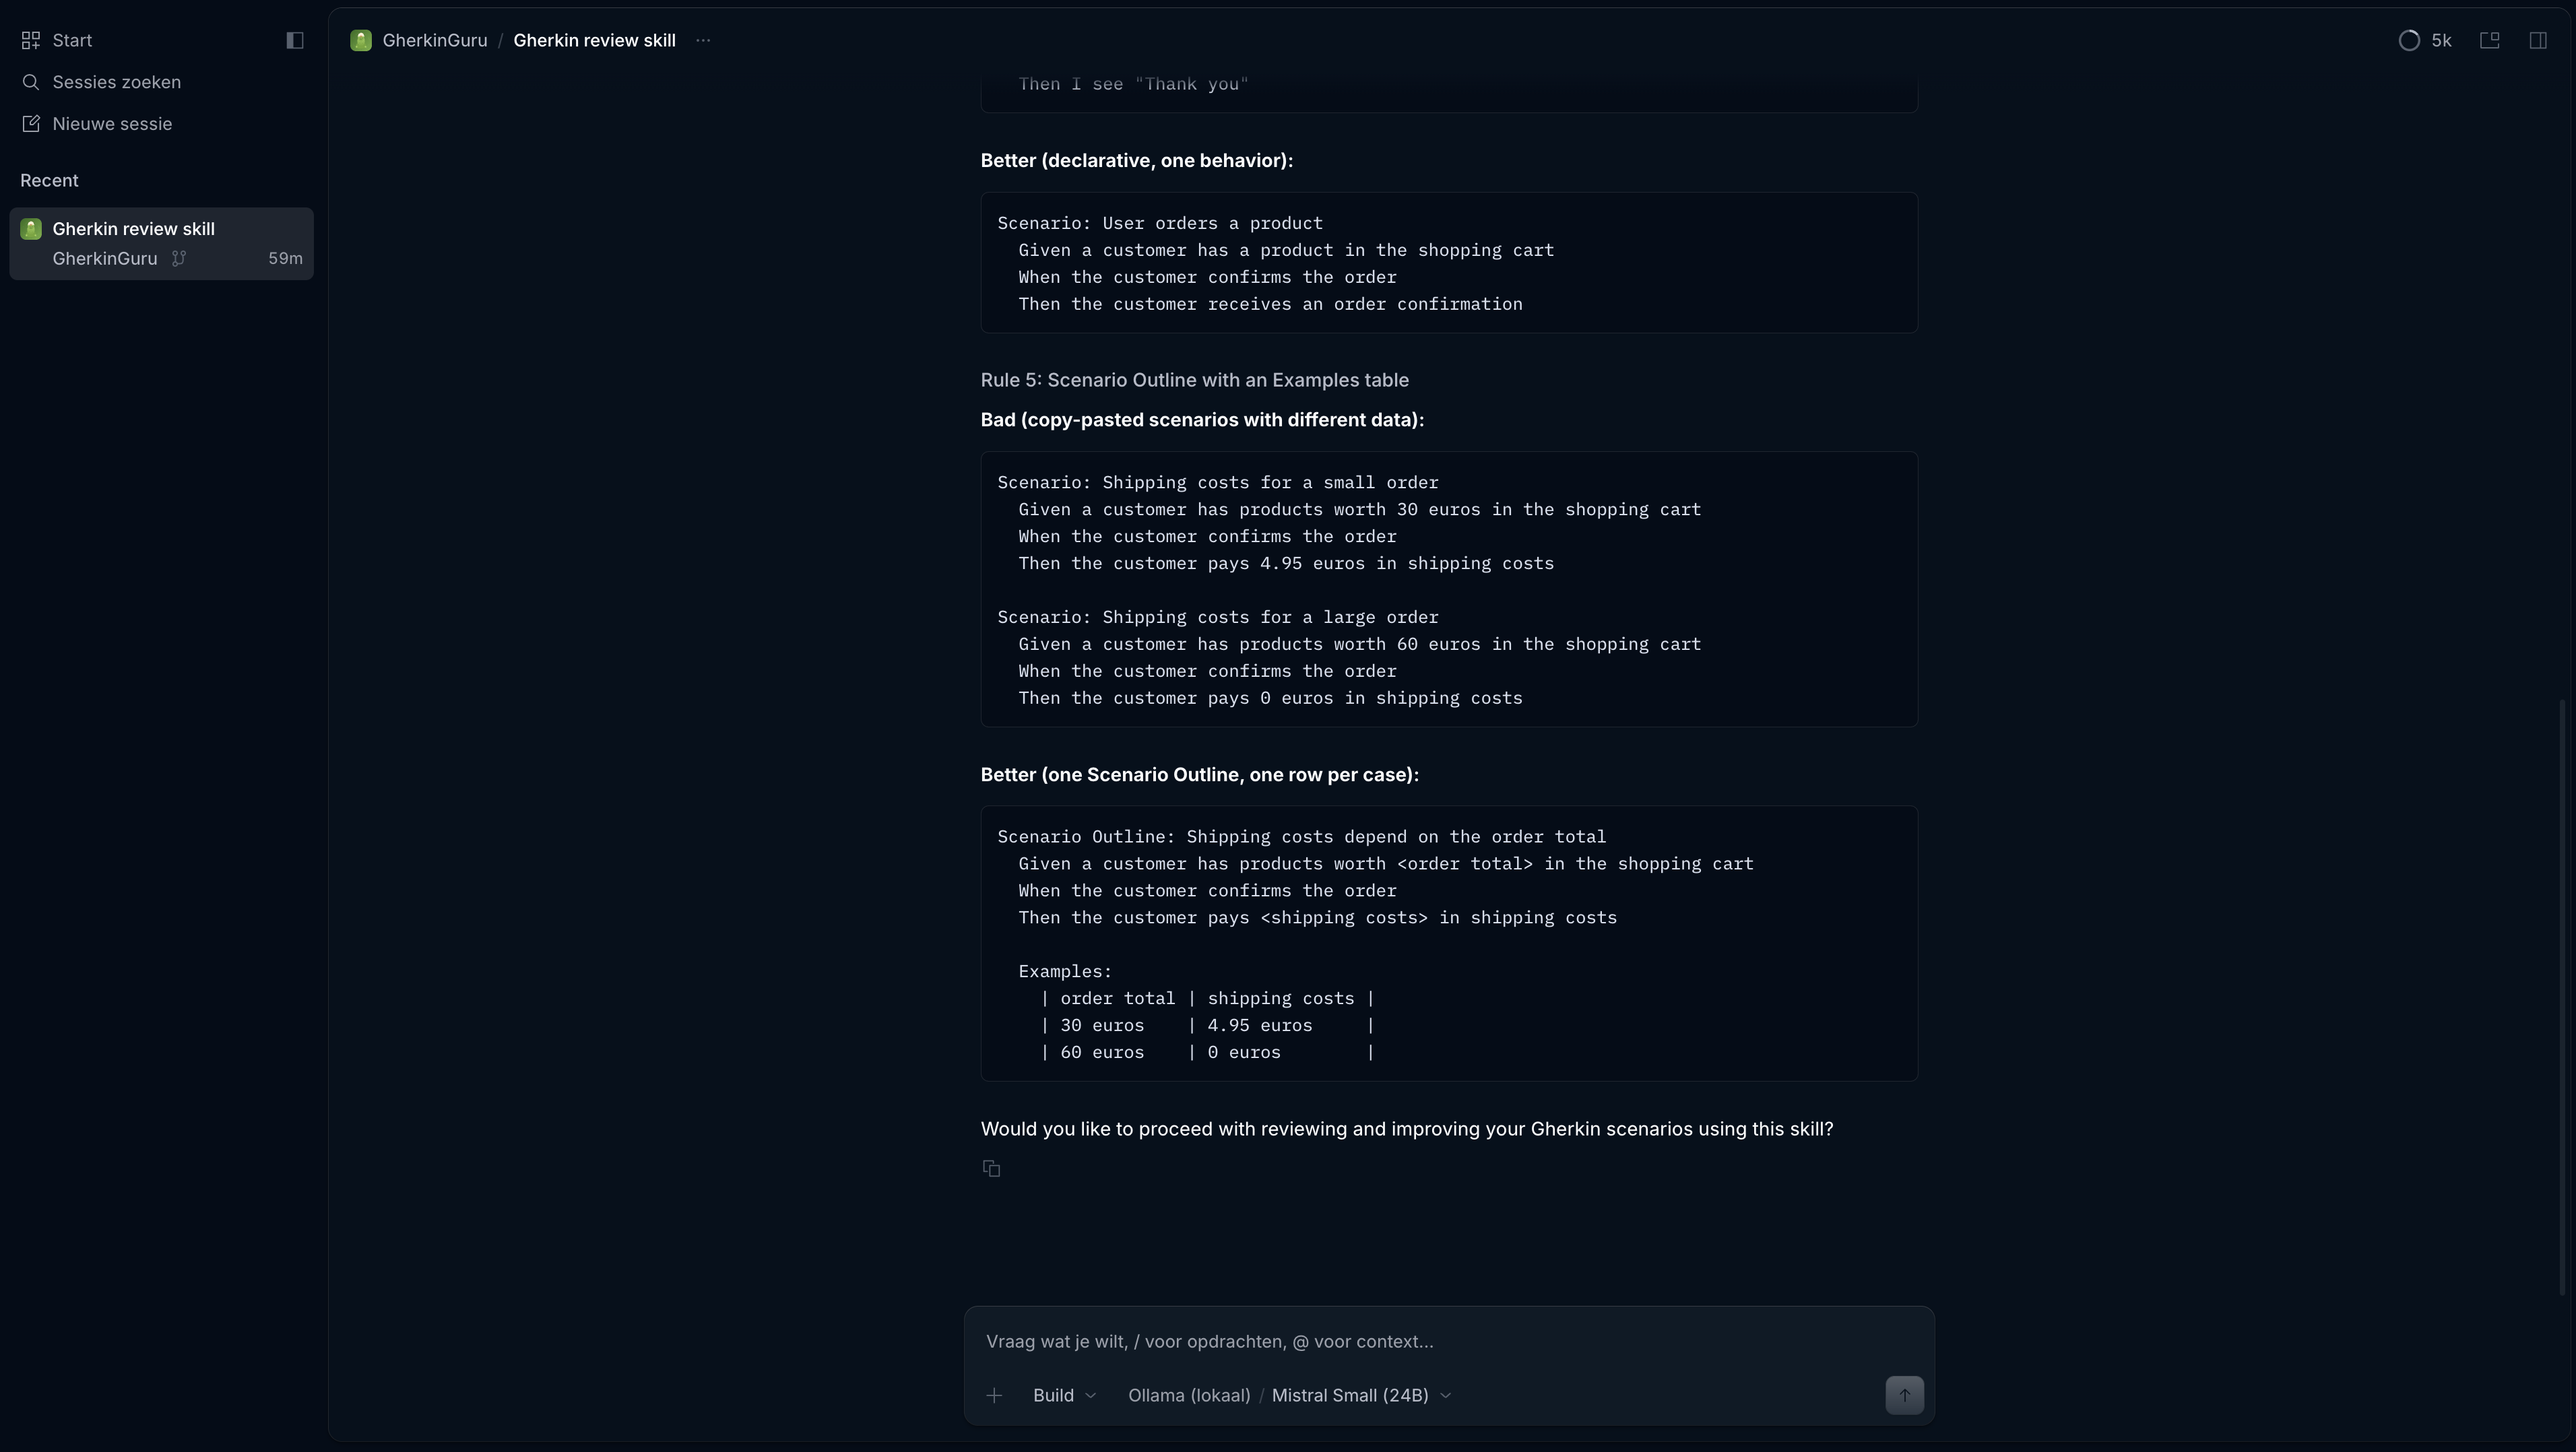 Start
Sessies zoeken
Nieuwe sessie
Recent
Gherkin review skill
GherkinGuru
59m
GherkinGuru / Gherkin review skill ...
5k
Then I see "Thank you"
Better (declarative, one behavior):
Scenario: User orders a product
  Given a customer has a product in the shopping cart
  When the customer confirms the order
  Then the customer receives an order confirmation
Rule 5: Scenario Outline with an Examples table
Bad (copy-pasted scenarios with different data):
Scenario: Shipping costs for a small order
  Given a customer has products worth 30 euros in the shopping cart
  When the customer confirms the order
  Then the customer pays 4.95 euros in shipping costs
Scenario: Shipping costs for a large order
  Given a customer has products worth 60 euros in the shopping cart
  When the customer confirms the order
  Then the customer pays 0 euros in shipping costs
Better (one Scenario Outline, one row per case):
Scenario Outline: Shipping costs depend on the order total
  Given a customer has products worth <order total> in the shopping cart
  When the customer confirms the order
  Then the customer pays <shipping costs> in shipping costs
  Examples:
    | order total | shipping costs |
    | 30 euros    | 4.95 euros     |
    | 60 euros    | 0 euros        |
Would you like to proceed with reviewing and improving your Gherkin scenarios using this skill?
Vraag wat je wilt, / voor opdrachten, @ voor context...
Build Ollama (lokaal) / Mistral Small (24B)